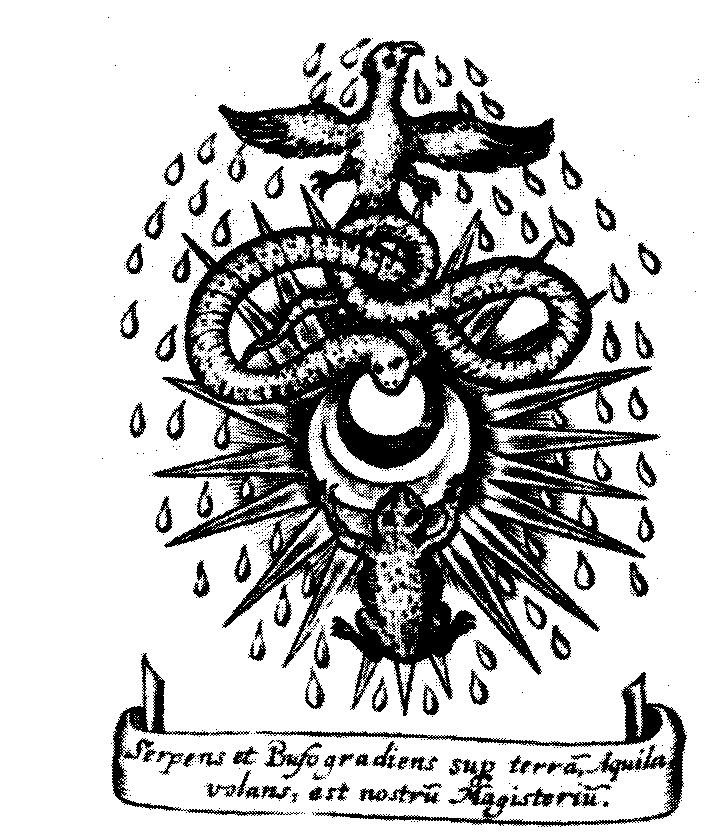 Serpens et Bufo gradiens sup terrā, Aquila
volans, est nostrū Magisteriū.